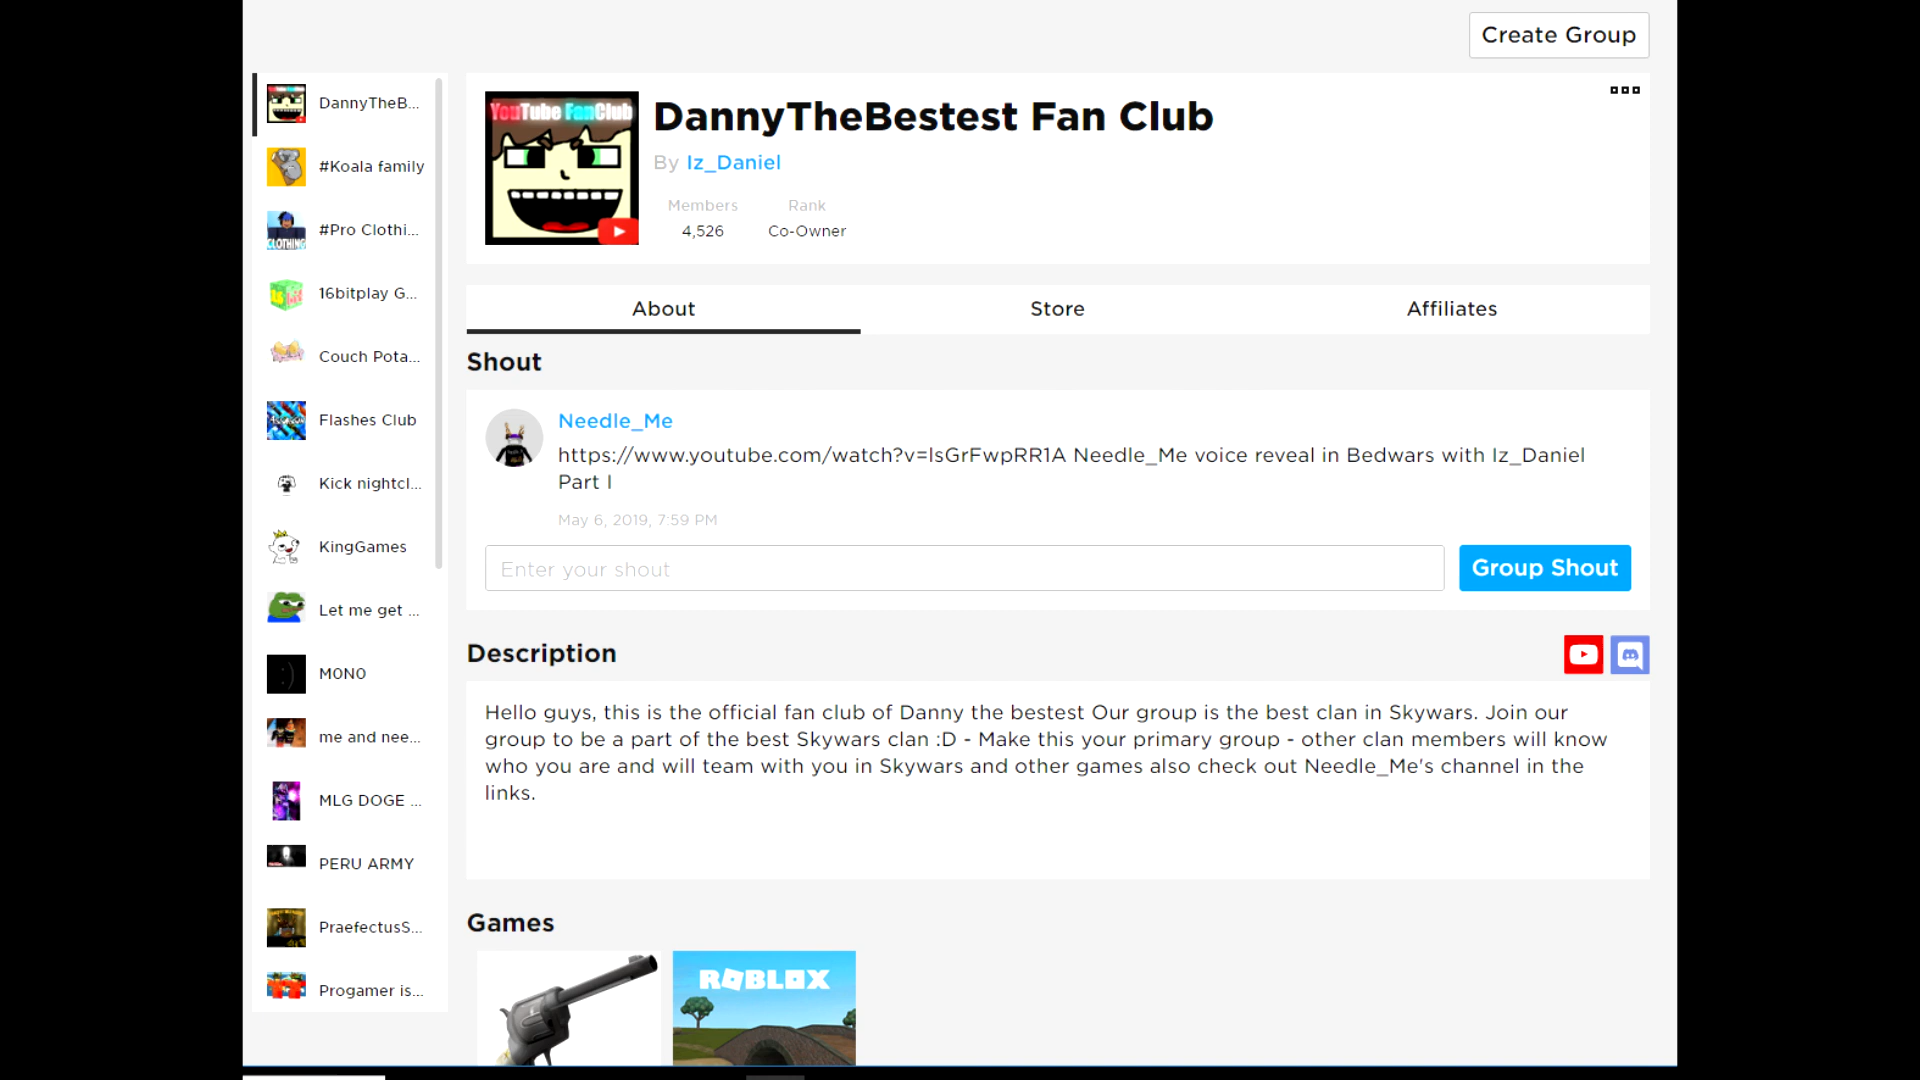 Create Group
DannyTheB...
#Koala family
#Pro Clothi...
16bitplay G...
Couch Pota...
Flashes Club
Kick nightcl...
KingGames
Let me get ...
M0N0
me and nee...
MLG DOGE ...
PERU ARMY
PraefectusS...
Progamer is...
YouTube FanClub
DannyTheBestest Fan Club
By Iz_Daniel
Members Rank
4,526 Co-Owner
About Store Affiliates
Shout
Needle_Me
https://www.youtube.com/watch?v=lsGrFwpRR1A Needle_Me voice reveal in Bedwars with Iz_Daniel
Part I
May 6, 2019, 7:59 PM
Enter your shout
Group Shout
Description
Hello guys, this is the official fan club of Danny the bestest Our group is the best clan in Skywars. Join our
group to be a part of the best Skywars clan :D - Make this your primary group - other clan members will know
who you are and will team with you in Skywars and other games also check out Needle_Me's channel in the
links.
Games
ROBLOX